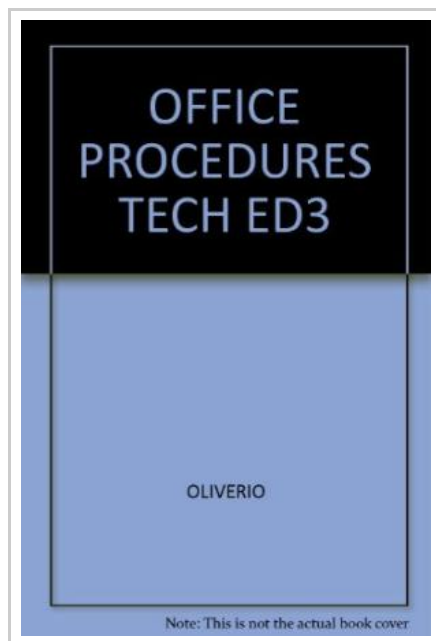 OFFICE
PROCEDURES
TECH ED3
OLIVERIO
Note: This is not the actual book cover